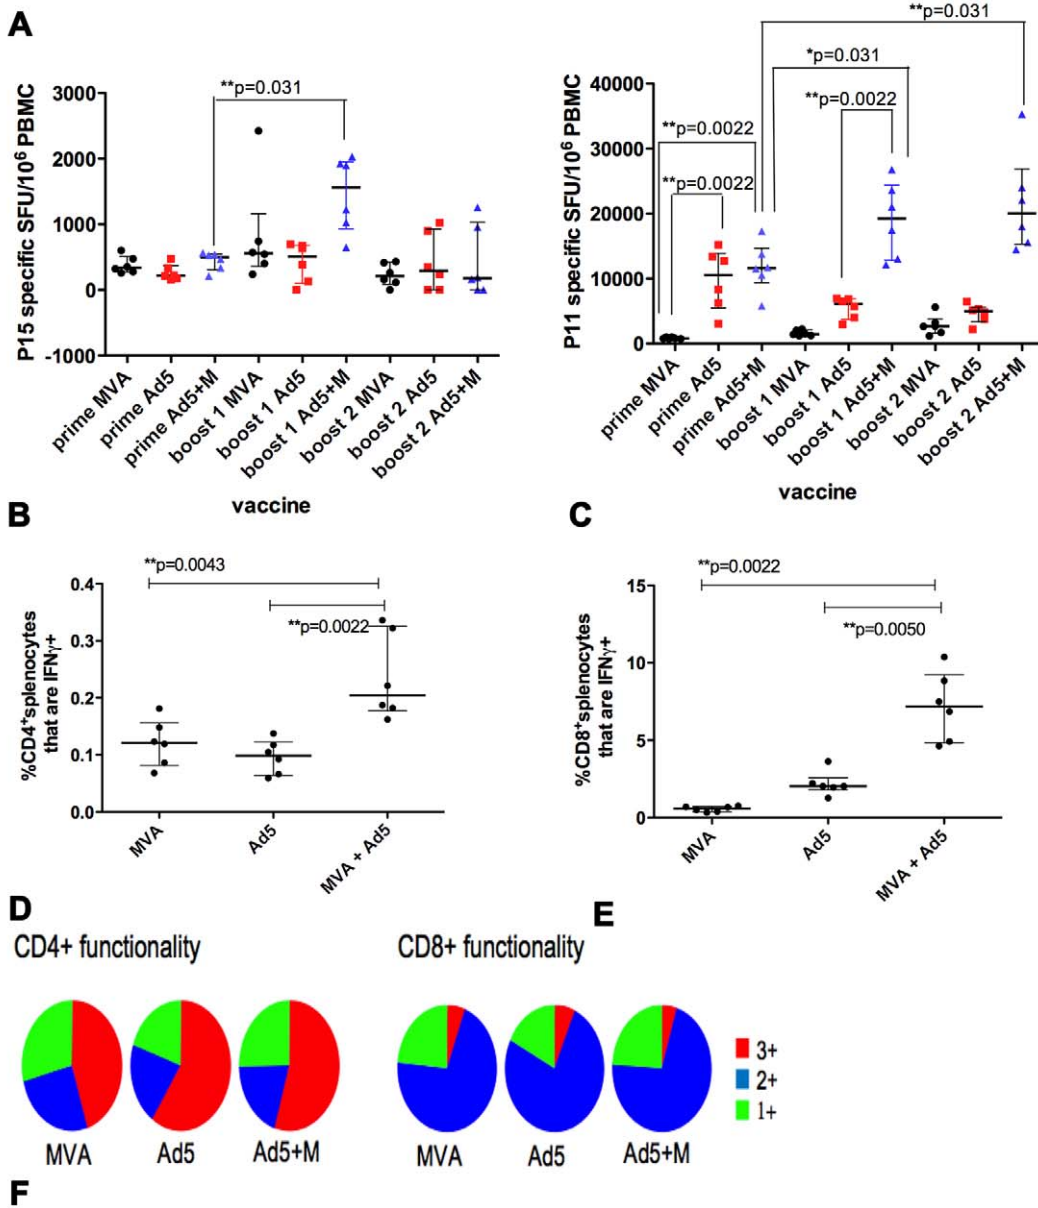 A
P15 specific SFU/10⁶ PBMC
3000
2000
1000
0
-1000
**p=0.031
prime MVA
prime Ad5
prime Ad5+M
boost 1 MVA
boost 1 Ad5
boost 1 Ad5+M
boost 2 MVA
boost 2 Ad5
boost 2 Ad5+M
vaccine
P11 specific SFU/10⁶ PBMC
40000
30000
20000
10000
0
**p=0.031
*p=0.031
**p=0.0022
**p=0.0022
**p=0.0022
prime MVA
prime Ad5
prime Ad5+M
boost 1 MVA
boost 1 Ad5
boost 1 Ad5+M
boost 2 MVA
boost 2 Ad5
boost 2 Ad5+M
vaccine
B
%CD4⁺splenocytes
that are IFNγ+
0.4
0.3
0.2
0.1
0.0
**p=0.0043
**p=0.0022
MVA
Ad5
MVA + Ad5
C
%CD8⁺splenocytes
that are IFNγ+
15
10
5
0
**p=0.0022
**p=0.0050
MVA
Ad5
MVA + Ad5
D
CD4+ functionality
MVA
Ad5
Ad5+M
E
CD8+ functionality
MVA
Ad5
Ad5+M
3+
2+
1+
F